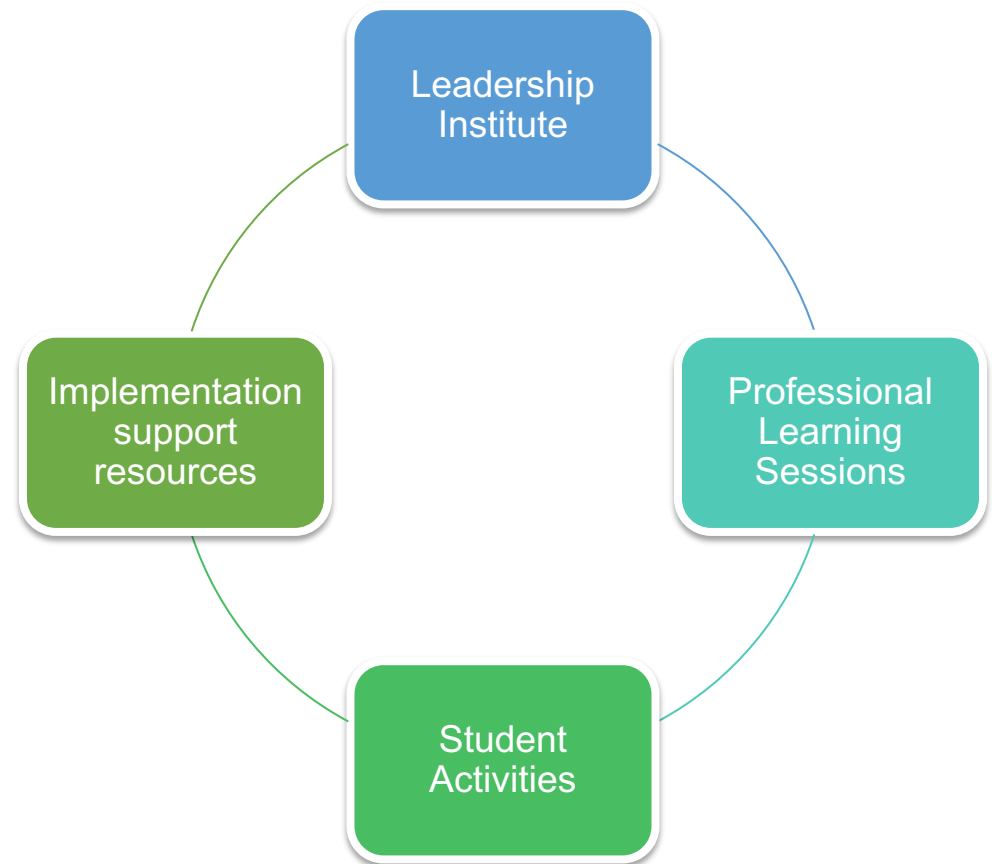 Leadership
Institute
Professional
Learning
Sessions
Student
Activities
Implementation
support
resources